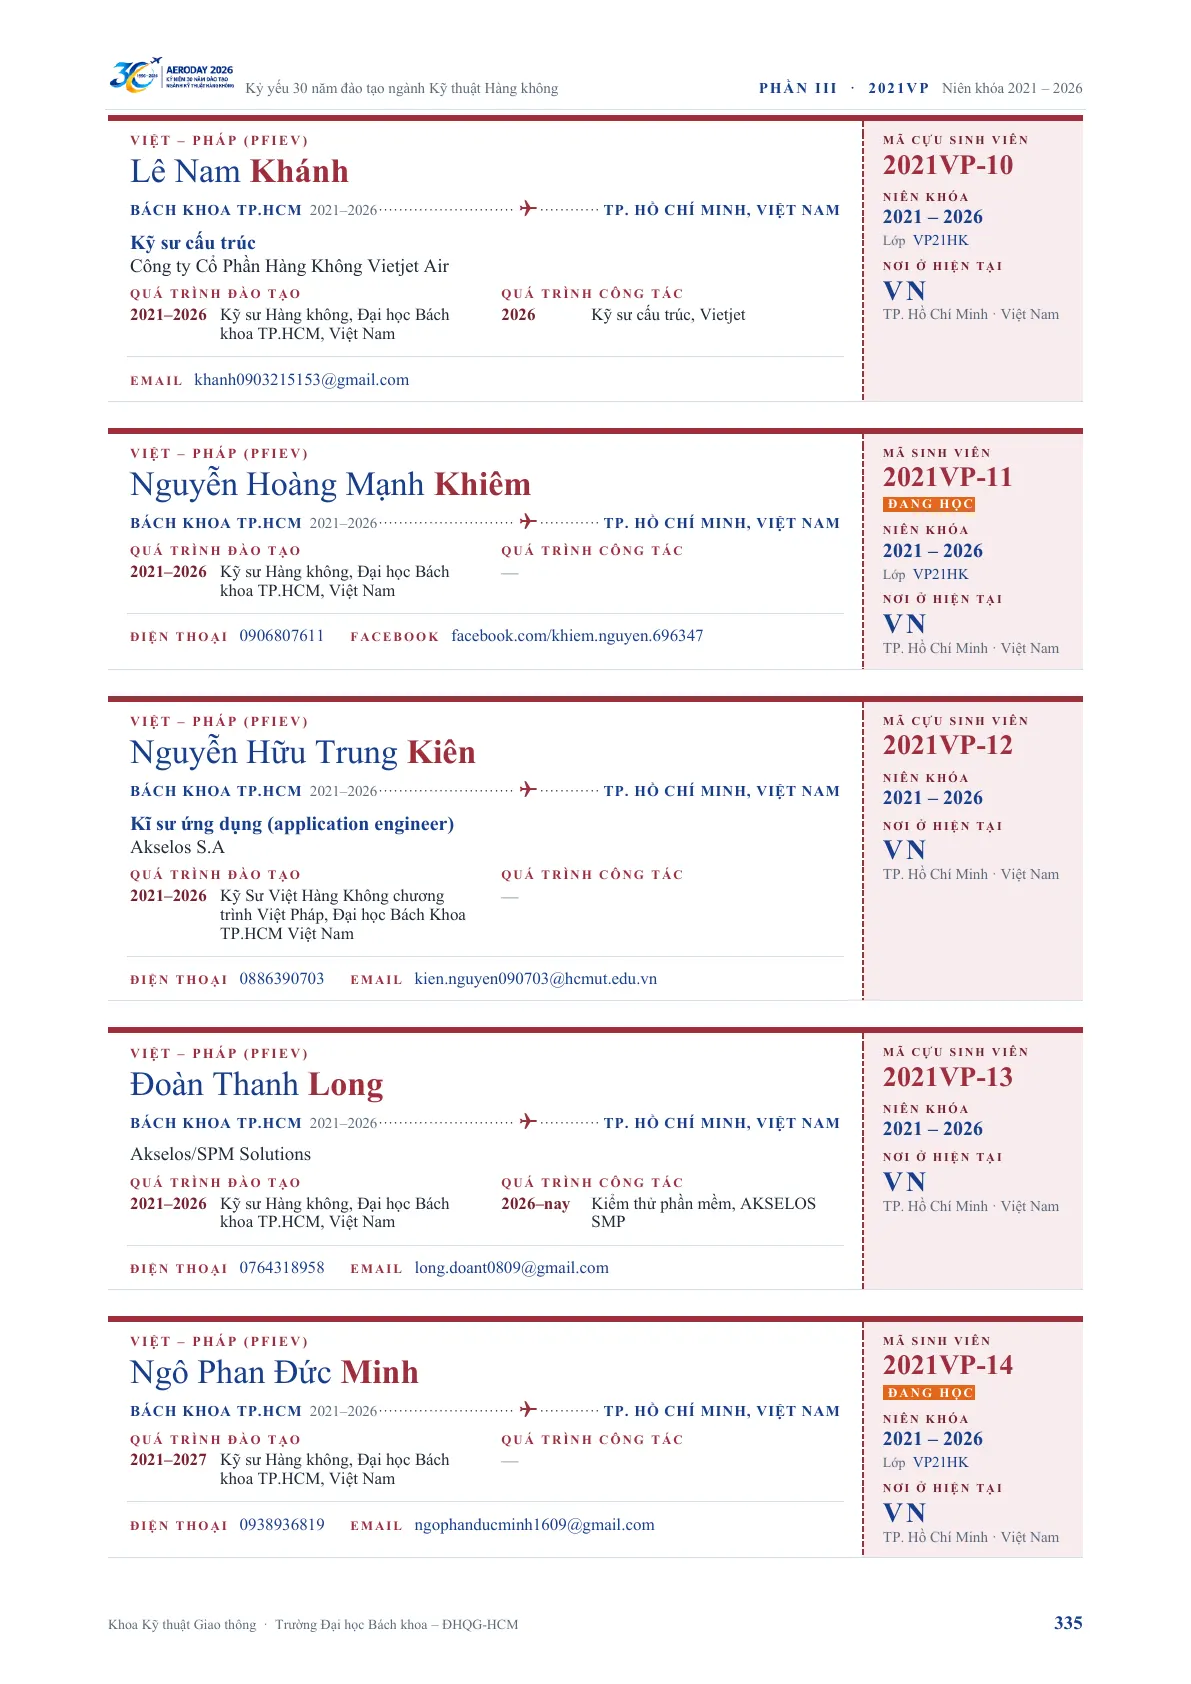 30 1996 - 2026 AERODAY 2026
KỶ NIỆM 30 NĂM ĐÀO TẠO
NGÀNH KỸ THUẬT HÀNG KHÔNG
Kỷ yếu 30 năm đào tạo ngành Kỹ thuật Hàng không
PHẦN III · 2021VP Niên khóa 2021 – 2026
VIỆT – PHÁP (PFIEV)
Lê Nam Khánh
BÁCH KHOA TP.HCM 2021–2026 TP. HỒ CHÍ MINH, VIỆT NAM
Kỹ sư cấu trúc
Công ty Cổ Phần Hàng Không Vietjet Air
QUÁ TRÌNH ĐÀO TẠO
2021–2026 Kỹ sư Hàng không, Đại học Bách
khoa TP.HCM, Việt Nam
QUÁ TRÌNH CÔNG TÁC
2026 Kỹ sư cấu trúc, Vietjet
EMAIL khanh0903215153@gmail.com
MÃ CỰU SINH VIÊN
2021VP-10
NIÊN KHÓA
2021 – 2026
Lớp VP21HK
NƠI Ở HIỆN TẠI
VN
TP. Hồ Chí Minh · Việt Nam
VIỆT – PHÁP (PFIEV)
Nguyễn Hoàng Mạnh Khiêm
BÁCH KHOA TP.HCM 2021–2026 TP. HỒ CHÍ MINH, VIỆT NAM
QUÁ TRÌNH ĐÀO TẠO
2021–2026 Kỹ sư Hàng không, Đại học Bách
khoa TP.HCM, Việt Nam
QUÁ TRÌNH CÔNG TÁC
—
ĐIỆN THOẠI 0906807611 FACEBOOK facebook.com/khiem.nguyen.696347
MÃ SINH VIÊN
2021VP-11
ĐANG HỌC
NIÊN KHÓA
2021 – 2026
Lớp VP21HK
NƠI Ở HIỆN TẠI
VN
TP. Hồ Chí Minh · Việt Nam
VIỆT – PHÁP (PFIEV)
Nguyễn Hữu Trung Kiên
BÁCH KHOA TP.HCM 2021–2026 TP. HỒ CHÍ MINH, VIỆT NAM
Kĩ sư ứng dụng (application engineer)
Akselos S.A
QUÁ TRÌNH ĐÀO TẠO
2021–2026 Kỹ Sư Việt Hàng Không chương
trình Việt Pháp, Đại học Bách Khoa
TP.HCM Việt Nam
QUÁ TRÌNH CÔNG TÁC
—
ĐIỆN THOẠI 0886390703 EMAIL kien.nguyen090703@hcmut.edu.vn
MÃ CỰU SINH VIÊN
2021VP-12
NIÊN KHÓA
2021 – 2026
NƠI Ở HIỆN TẠI
VN
TP. Hồ Chí Minh · Việt Nam
VIỆT – PHÁP (PFIEV)
Đoàn Thanh Long
BÁCH KHOA TP.HCM 2021–2026 TP. HỒ CHÍ MINH, VIỆT NAM
Akselos/SPM Solutions
QUÁ TRÌNH ĐÀO TẠO
2021–2026 Kỹ sư Hàng không, Đại học Bách
khoa TP.HCM, Việt Nam
QUÁ TRÌNH CÔNG TÁC
2026–nay Kiểm thử phần mềm, AKSELOS
SMP
ĐIỆN THOẠI 0764318958 EMAIL long.doant0809@gmail.com
MÃ CỰU SINH VIÊN
2021VP-13
NIÊN KHÓA
2021 – 2026
NƠI Ở HIỆN TẠI
VN
TP. Hồ Chí Minh · Việt Nam
VIỆT – PHÁP (PFIEV)
Ngô Phan Đức Minh
BÁCH KHOA TP.HCM 2021–2026 TP. HỒ CHÍ MINH, VIỆT NAM
QUÁ TRÌNH ĐÀO TẠO
2021–2027 Kỹ sư Hàng không, Đại học Bách
khoa TP.HCM, Việt Nam
QUÁ TRÌNH CÔNG TÁC
—
ĐIỆN THOẠI 0938936819 EMAIL ngophanducminh1609@gmail.com
MÃ SINH VIÊN
2021VP-14
ĐANG HỌC
NIÊN KHÓA
2021 – 2026
Lớp VP21HK
NƠI Ở HIỆN TẠI
VN
TP. Hồ Chí Minh · Việt Nam
Khoa Kỹ thuật Giao thông · Trường Đại học Bách khoa – ĐHQG-HCM
335